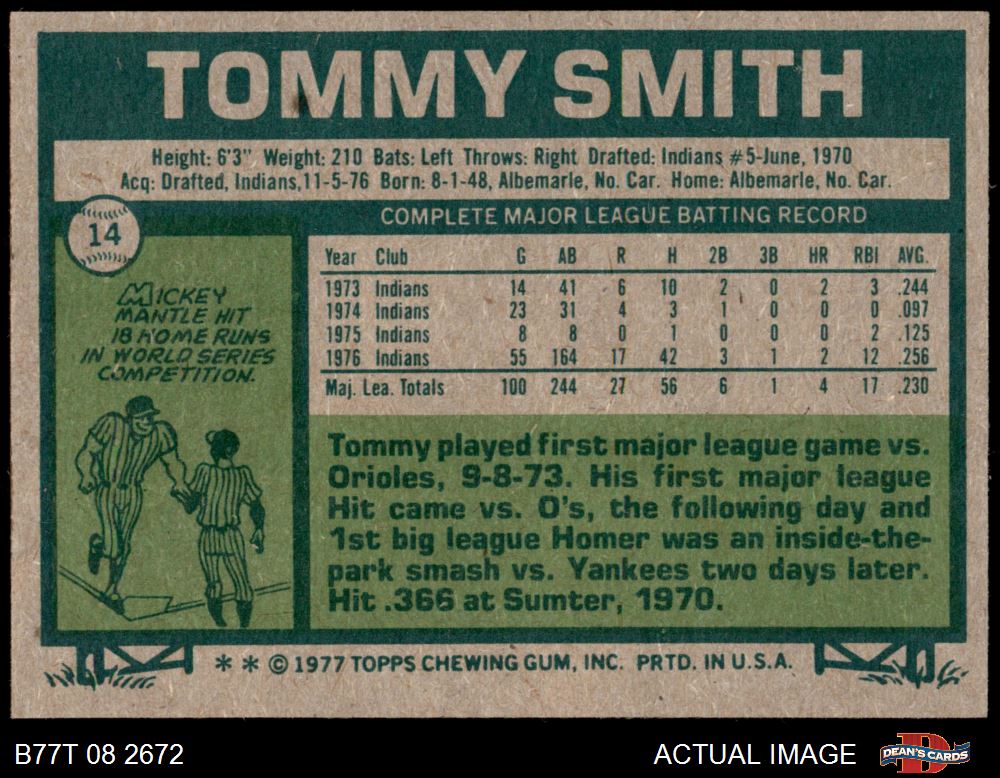 TOMMY SMITH
Height: 6'3" Weight: 210 Bats: Left Throws: Right Drafted: Indians #5-June, 1970
Acq: Drafted, Indians,11-5-76 Born: 8-1-48, Albemarle, No. Car. Home: Albemarle, No. Car.
14
MICKEY
MANTLE HIT
18 HOME RUNS
IN WORLD SERIES
COMPETITION.
COMPLETE MAJOR LEAGUE BATTING RECORD
Year Club G AB R H 2B 3B HR RBI AVG.
1973 Indians 14 41 6 10 2 0 2 3 .244
1974 Indians 23 31 4 3 1 0 0 0 .097
1975 Indians 8 8 0 1 0 0 0 2 .125
1976 Indians 55 164 17 42 3 1 2 12 .256
Maj. Lea. Totals 100 244 27 56 6 1 4 17 .230
Tommy played first major league game vs.
Orioles, 9-8-73. His first major league
Hit came vs. O's, the following day and
1st big league Homer was an inside-the-
park smash vs. Yankees two days later.
Hit .366 at Sumter, 1970.
* * © 1977 TOPPS CHEWING GUM, INC. PRTD. IN U.S.A.
B77T 08 2672 ACTUAL IMAGE
D
DEAN'S CARDS